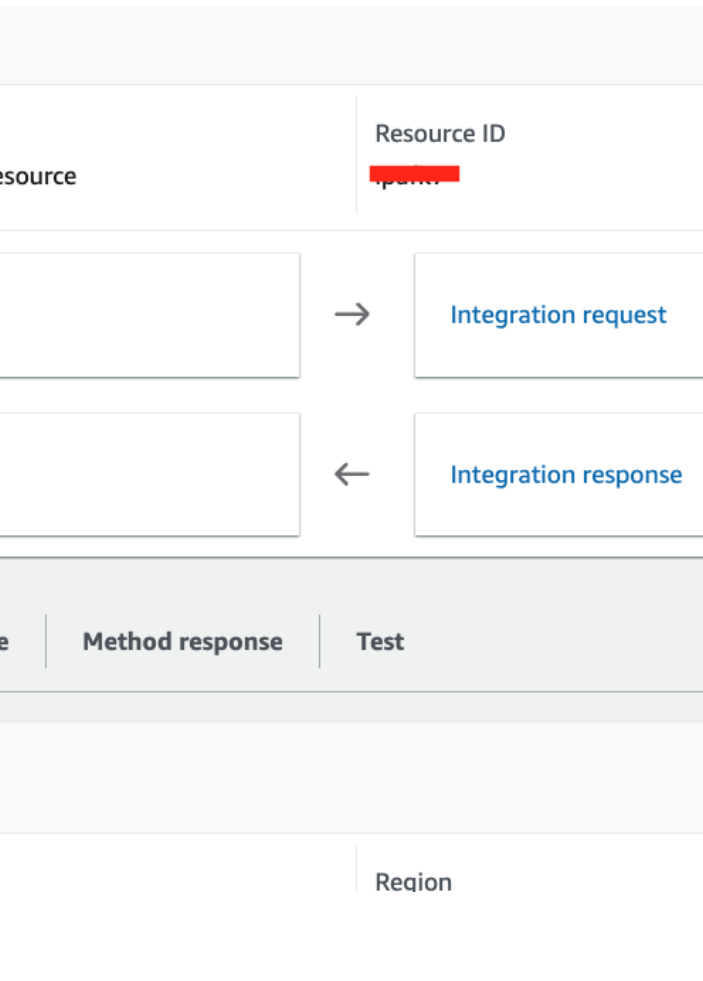 Resource ID
esource
Integration request
Integration response
e
Method response
Test
Region